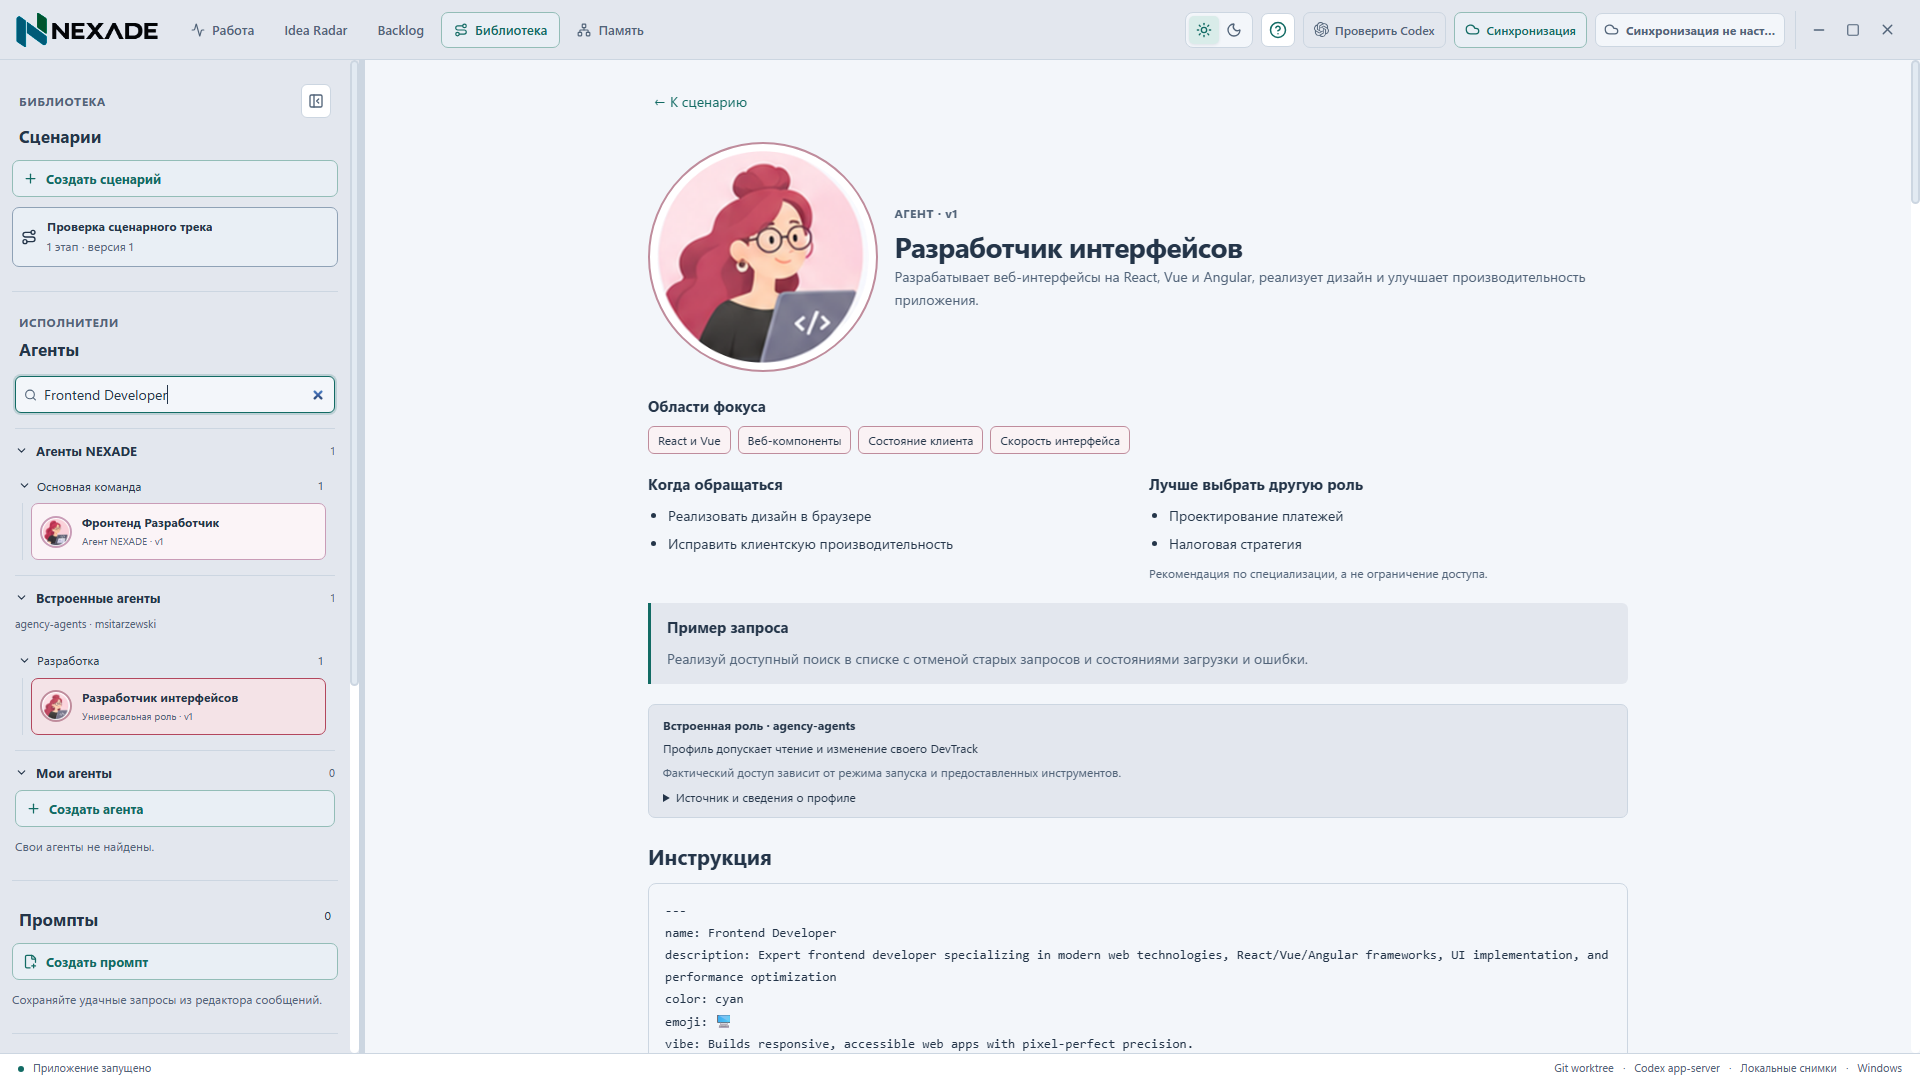 NEXADE
Работа
Idea Radar
Backlog
Библиотека
Память
Проверить Codex
Синхронизация
Синхронизация не наст...
БИБЛИОТЕКА
Сценарии
Создать сценарий
Проверка сценарного трека
1 этап · версия 1
ИСПОЛНИТЕЛИ
Агенты
Frontend Developer
Агенты NEXADE 1
Основная команда 1
Фронтенд Разработчик
Агент NEXADE · v1
Встроенные агенты 1
agency-agents · msitarzewski
Разработка 1
Разработчик интерфейсов
Универсальная роль · v1
Мои агенты 0
Создать агента
Свои агенты не найдены.
Промпты 0
Создать промпт
Сохраняйте удачные запросы из редактора сообщений.
← К сценарию
</>
АГЕНТ · v1
Разработчик интерфейсов
Разрабатывает веб-интерфейсы на React, Vue и Angular, реализует дизайн и улучшает производительность
приложения.
Области фокуса
React и Vue
Веб-компоненты
Состояние клиента
Скорость интерфейса
Когда обращаться
Реализовать дизайн в браузере
Исправить клиентскую производительность
Лучше выбрать другую роль
Проектирование платежей
Налоговая стратегия
Рекомендация по специализации, а не ограничение доступа.
Пример запроса
Реализуй доступный поиск в списке с отменой старых запросов и состояниями загрузки и ошибки.
Встроенная роль · agency-agents
Профиль допускает чтение и изменение своего DevTrack
Фактический доступ зависит от режима запуска и предоставленных инструментов.
Источник и сведения о профиле
Инструкция
---
name: Frontend Developer
description: Expert frontend developer specializing in modern web technologies, React/Vue/Angular frameworks, UI implementation, and
performance optimization
color: cyan
emoji: 🖥️
vibe: Builds responsive, accessible web apps with pixel-perfect precision.
Приложение запущено
Git worktree · Codex app-server · Локальные снимки · Windows